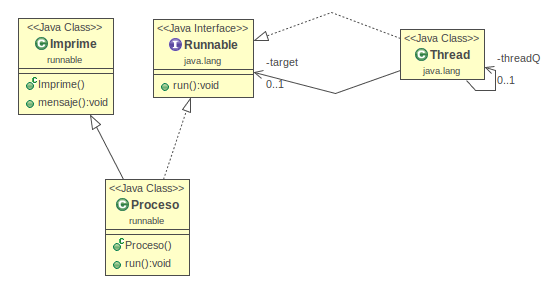 <<Java Class>>
Imprime
runnable
Imprime()
mensaje():void
<<Java Interface>>
Runnable
java.lang
run():void
<<Java Class>>
Thread
java.lang
-target
0..1
-threadQ
0..1
<<Java Class>>
Proceso
runnable
Proceso()
run():void